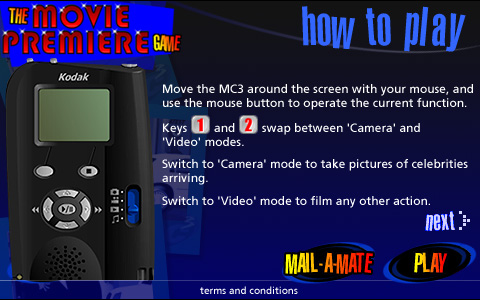 THE MOVIE
PREMIERE GAME
how to play
Kodak
Move the MC3 around the screen with your mouse, and
use the mouse button to operate the current function.
Keys 1 and 2 swap between 'Camera' and
'Video' modes.
Switch to 'Camera' mode to take pictures of celebrities
arriving.
Switch to 'Video' mode to film any other action.
next
MAIL-A-MATE
PLAY
terms and conditions